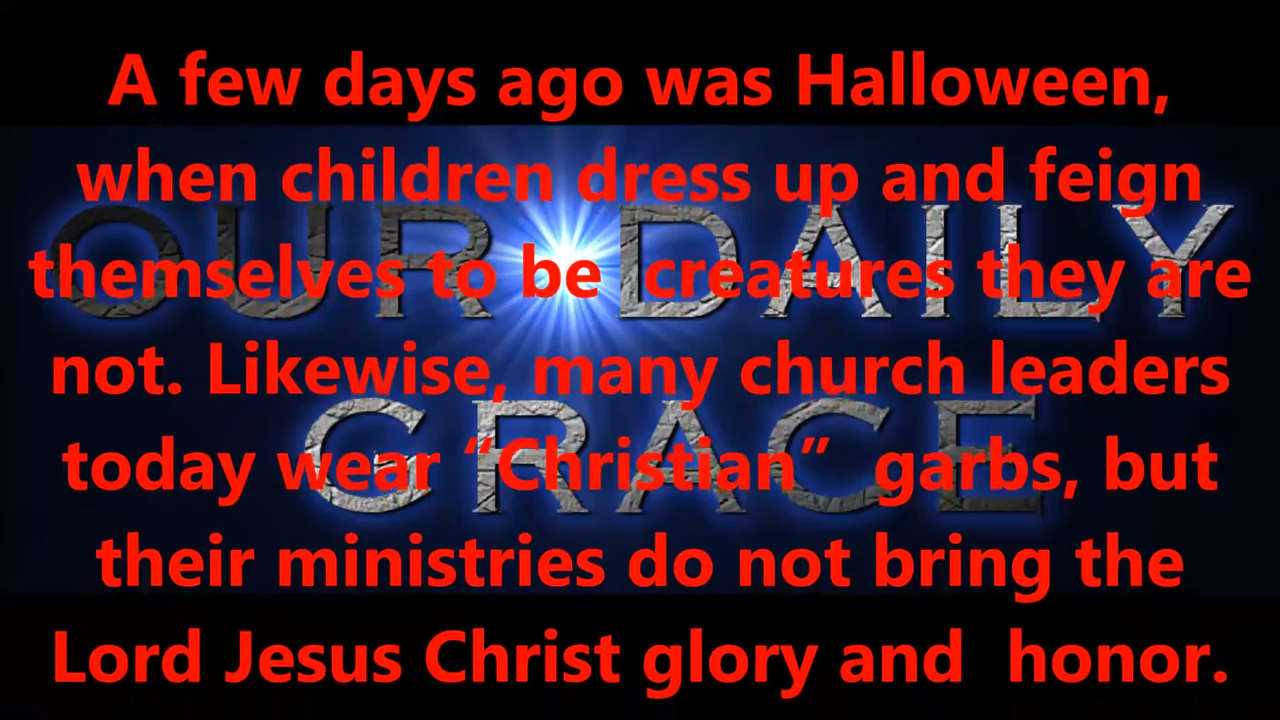 A few days ago was Halloween,
when children dress up and feign
OUR DAILY
themselves to be creatures they are
not. Likewise, many church leaders
GRACE
today wear “Christian” garbs, but
their ministries do not bring the
Lord Jesus Christ glory and honor.